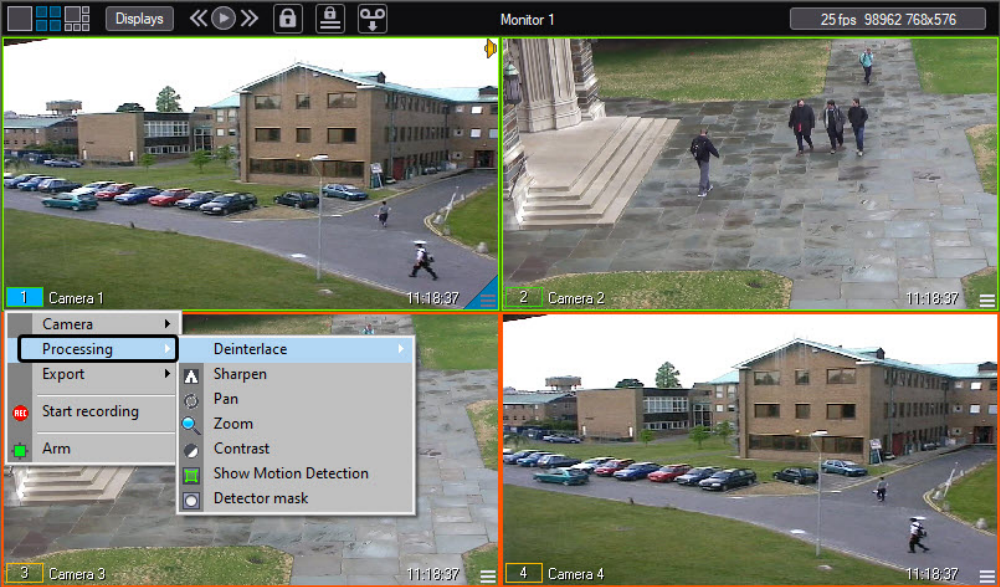 Displays
Monitor 1
25 fps 98962 768x576
1 Camera 1 11:18:37
2 Camera 2 11:18:37
Camera
Processing
Export
REC Start recording
Arm
Deinterlace
Sharpen
Pan
Zoom
Contrast
Show Motion Detection
Detector mask
3 Camera 3 11:18:37
4 Camera 4 11:18:37